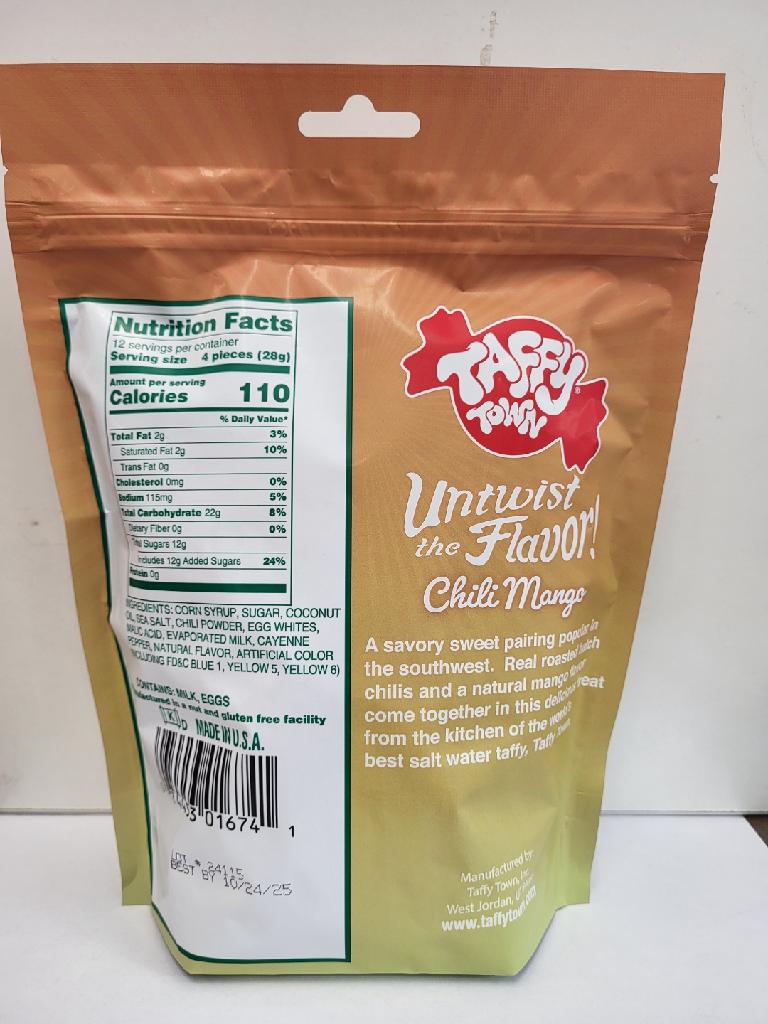 Nutrition Facts
12 servings per container
Serving size 4 pieces (28g)
Amount per serving
Calories 110
% Daily Value*
Total Fat 2g 3%
Saturated Fat 2g 10%
Trans Fat 0g
Cholesterol 0mg 0%
Sodium 115mg 5%
Total Carbohydrate 22g 8%
Dietary Fiber 0g 0%
Sugars 12g
Includes 12g Added Sugars 24%
Protein 0g
INGREDIENTS: CORN SYRUP, SUGAR, COCONUT
OIL, SEA SALT, CHILI POWDER, EGG WHITES,
MALIC ACID, EVAPORATED MILK, CAYENNE
PEPPER, NATURAL FLAVOR, ARTIFICIAL COLOR
(INCLUDING FD&C BLUE 1, YELLOW 5, YELLOW 6)
CONTAINS: MILK, EGGS
in a nut and gluten free facility
K D MADE IN U.S.A.
01674 1
LOT * 24115
BEST BY 10/24/25
TAFFY
TOWN®
Untwist
the Flavor!
Chili Mango
A savory sweet pairing popular in
the southwest. Real roasted hatch
chilis and a natural mango flavor
come together in this delicious treat
from the kitchen of the world's
best salt water taffy, Taffy
Manufactured by
Taffy Town, Inc.
West Jordan,
www.taffytown.com